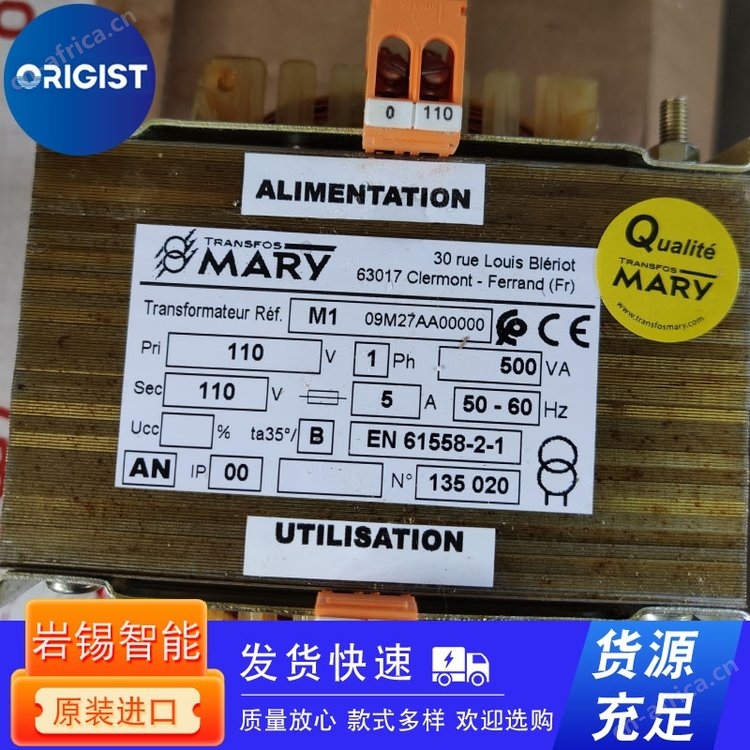 ORIGIST
0 110
ALIMENTATION
TRANSFOS
MARY
30 rue Louis Blériot
63017 Clermont - Ferrand (Fr)
Transformateur Réf. M1 09M27AA00000
CE
Pri 110 V 1 Ph 500 VA
Sec 110 V 5 A 50 - 60 Hz
Ucc % ta35°/ B EN 61558-2-1
AN IP 00 N° 135 020
UTILISATION
Qualité
TRANSFOS
MARY
www.transfosmary.com
岩锡智能
原装进口
发货快速
质量放心 款式多样 欢迎选购
货源
充足